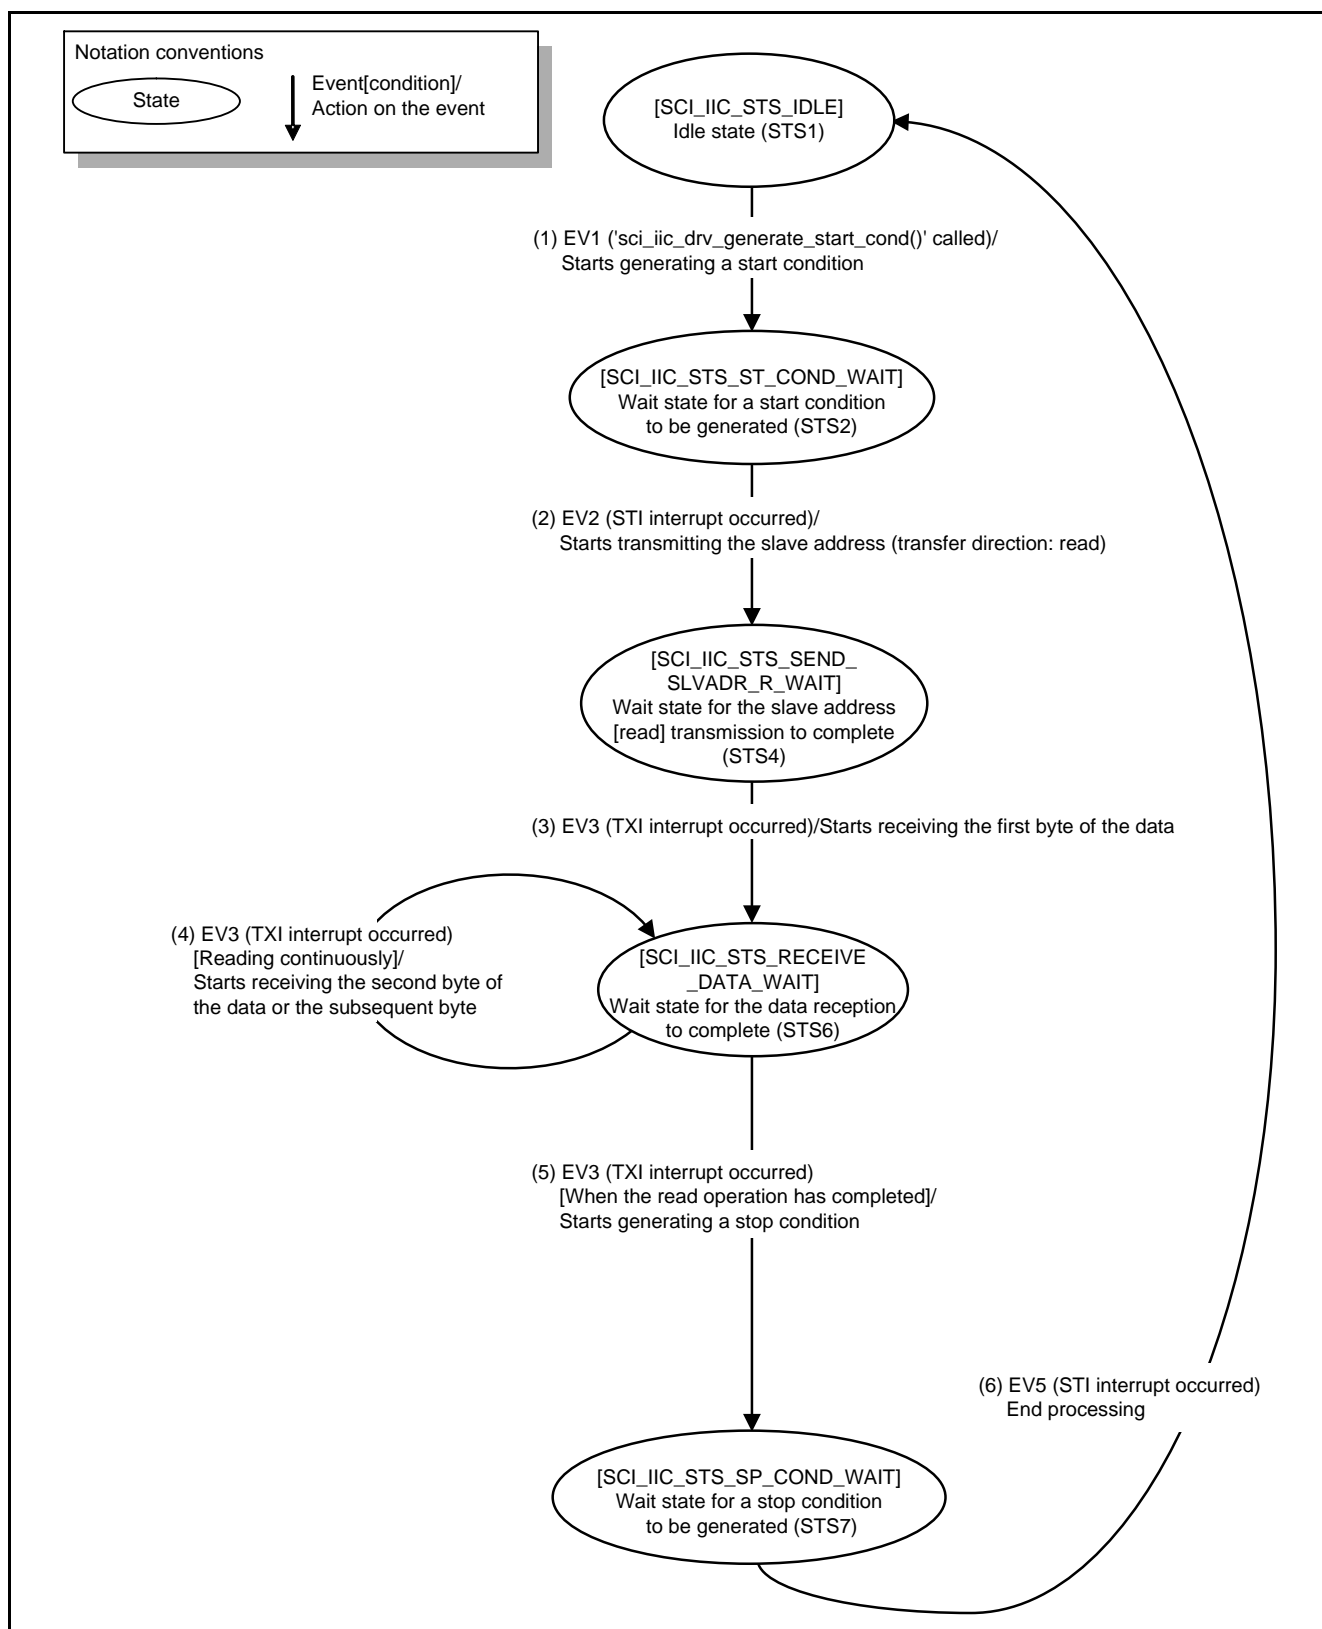 Notation conventions
State
Event[condition]/
Action on the event
[SCI_IIC_STS_IDLE]
Idle state (STS1)
(1) EV1 ('sci_iic_drv_generate_start_cond()' called)/
Starts generating a start condition
[SCI_IIC_STS_ST_COND_WAIT]
Wait state for a start condition
to be generated (STS2)
(2) EV2 (STI interrupt occurred)/
Starts transmitting the slave address (transfer direction: read)
[SCI_IIC_STS_SEND_
SLVADR_R_WAIT]
Wait state for the slave address
[read] transmission to complete
(STS4)
(3) EV3 (TXI interrupt occurred)/Starts receiving the first byte of the data
(4) EV3 (TXI interrupt occurred)
[Reading continuously]/
Starts receiving the second byte of
the data or the subsequent byte
[SCI_IIC_STS_RECEIVE
_DATA_WAIT]
Wait state for the data reception
to complete (STS6)
(5) EV3 (TXI interrupt occurred)
[When the read operation has completed]/
Starts generating a stop condition
(6) EV5 (STI interrupt occurred)
End processing
[SCI_IIC_STS_SP_COND_WAIT]
Wait state for a stop condition
to be generated (STS7)